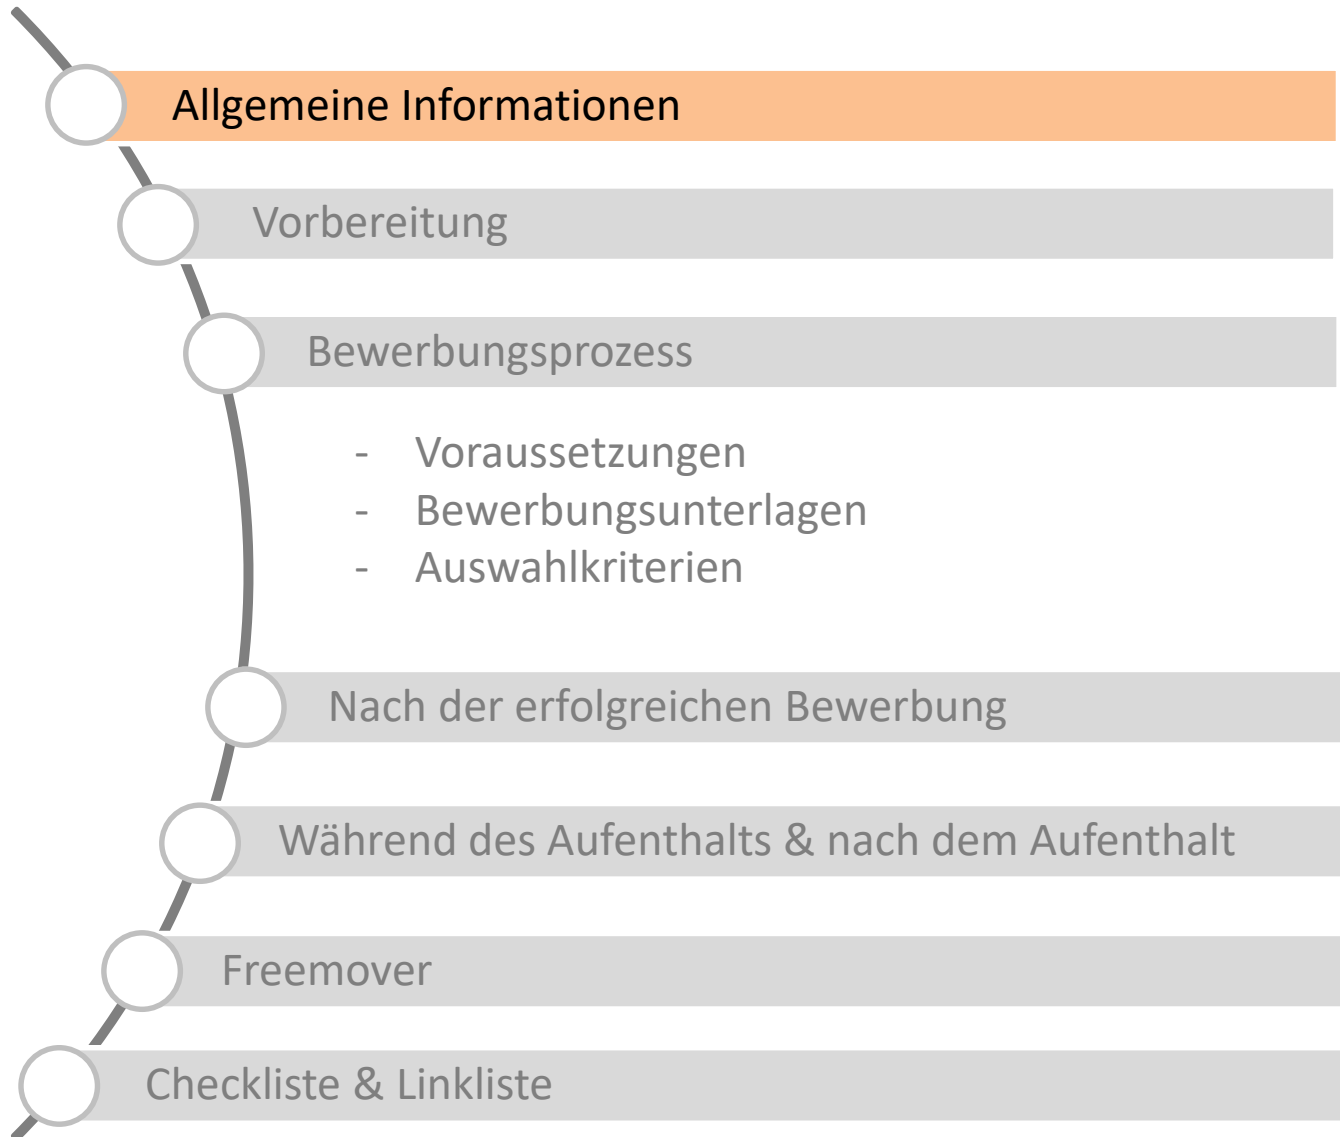 Allgemeine Informationen
Vorbereitung
Bewerbungsprozess
- Voraussetzungen
- Bewerbungsunterlagen
- Auswahlkriterien
Nach der erfolgreichen Bewerbung
Während des Aufenthalts & nach dem Aufenthalt
Freemover
Checkliste & Linkliste